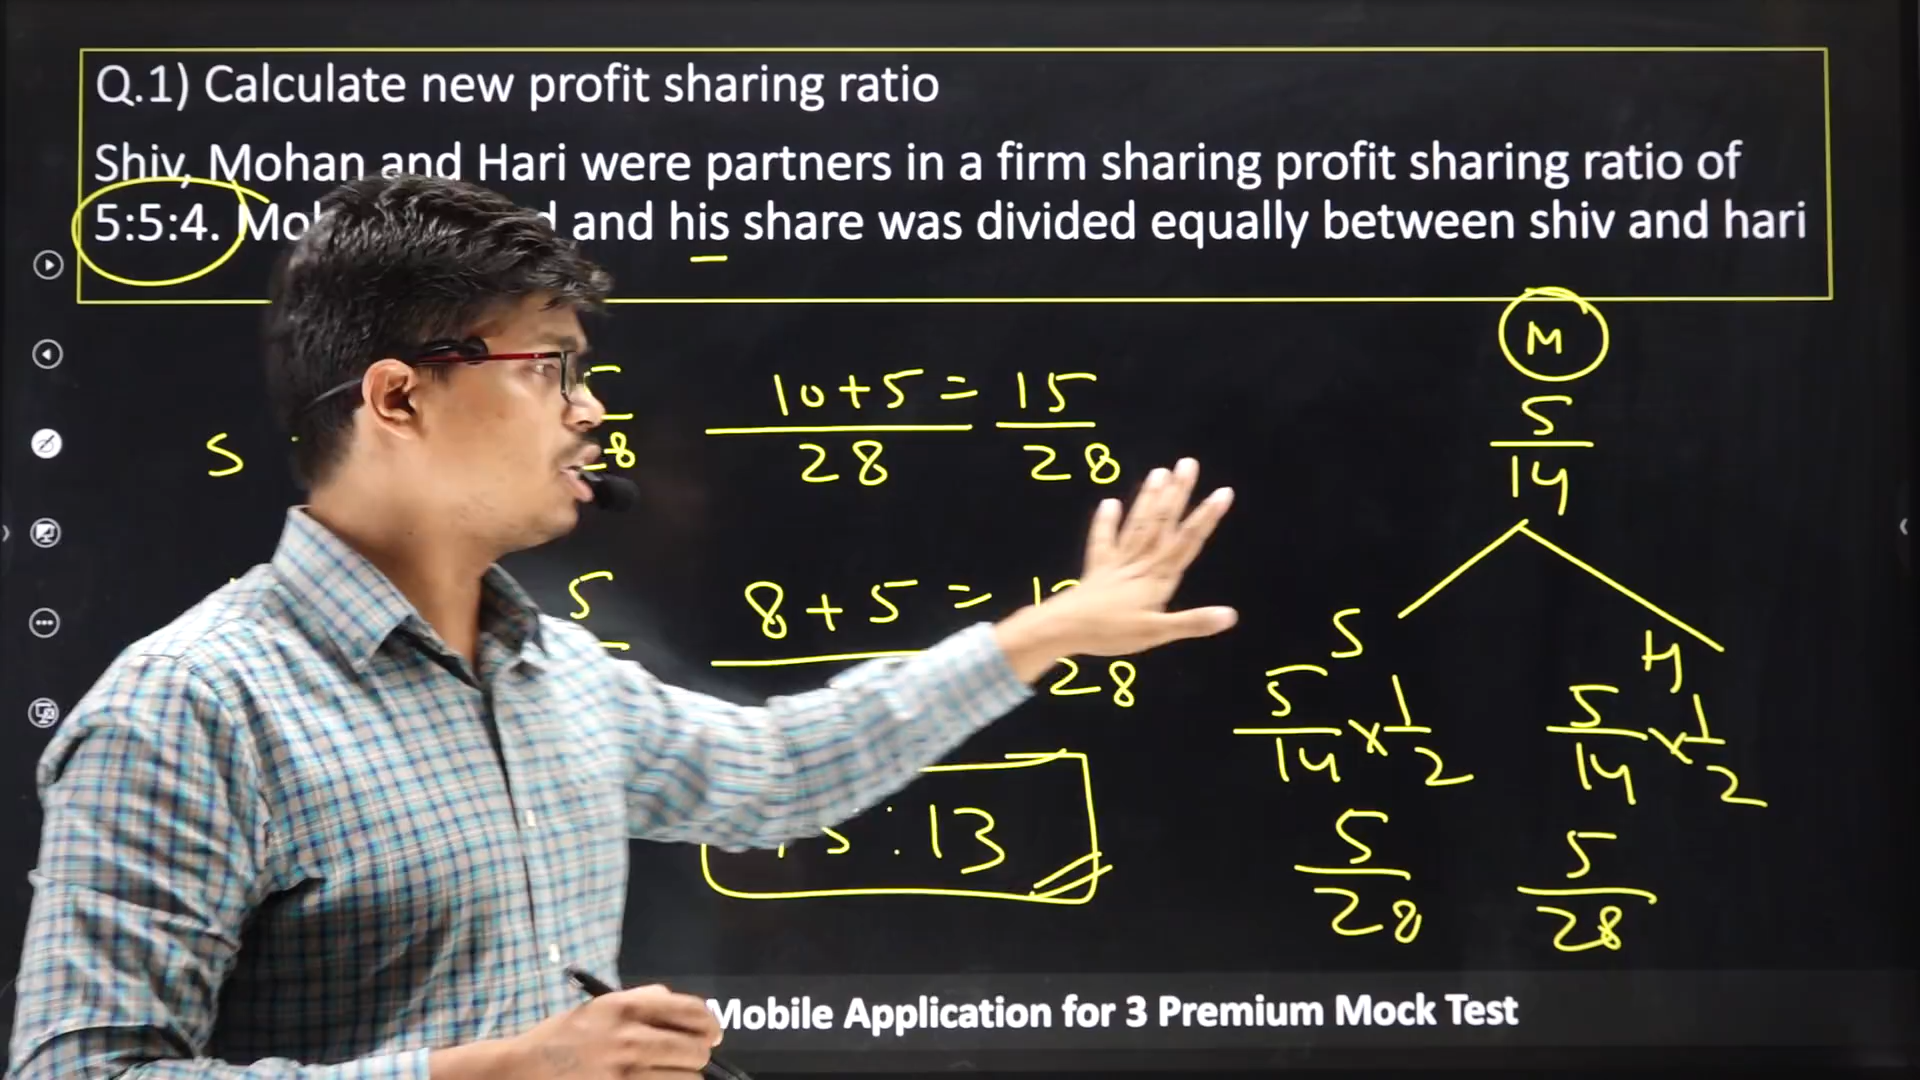 Q.1) Calculate new profit sharing ratio
Shiv, Mohan and Hari were partners in a firm sharing profit sharing ratio of
5:5:4. and his share was divided equally between shiv and hari
M
5
14
S
10+5 = 15
28 28
S H
5/14 × 1/2 5/14 × 1/2
5/28 5/28
5
8+5 =
28
: 13
Mobile Application for 3 Premium Mock Test